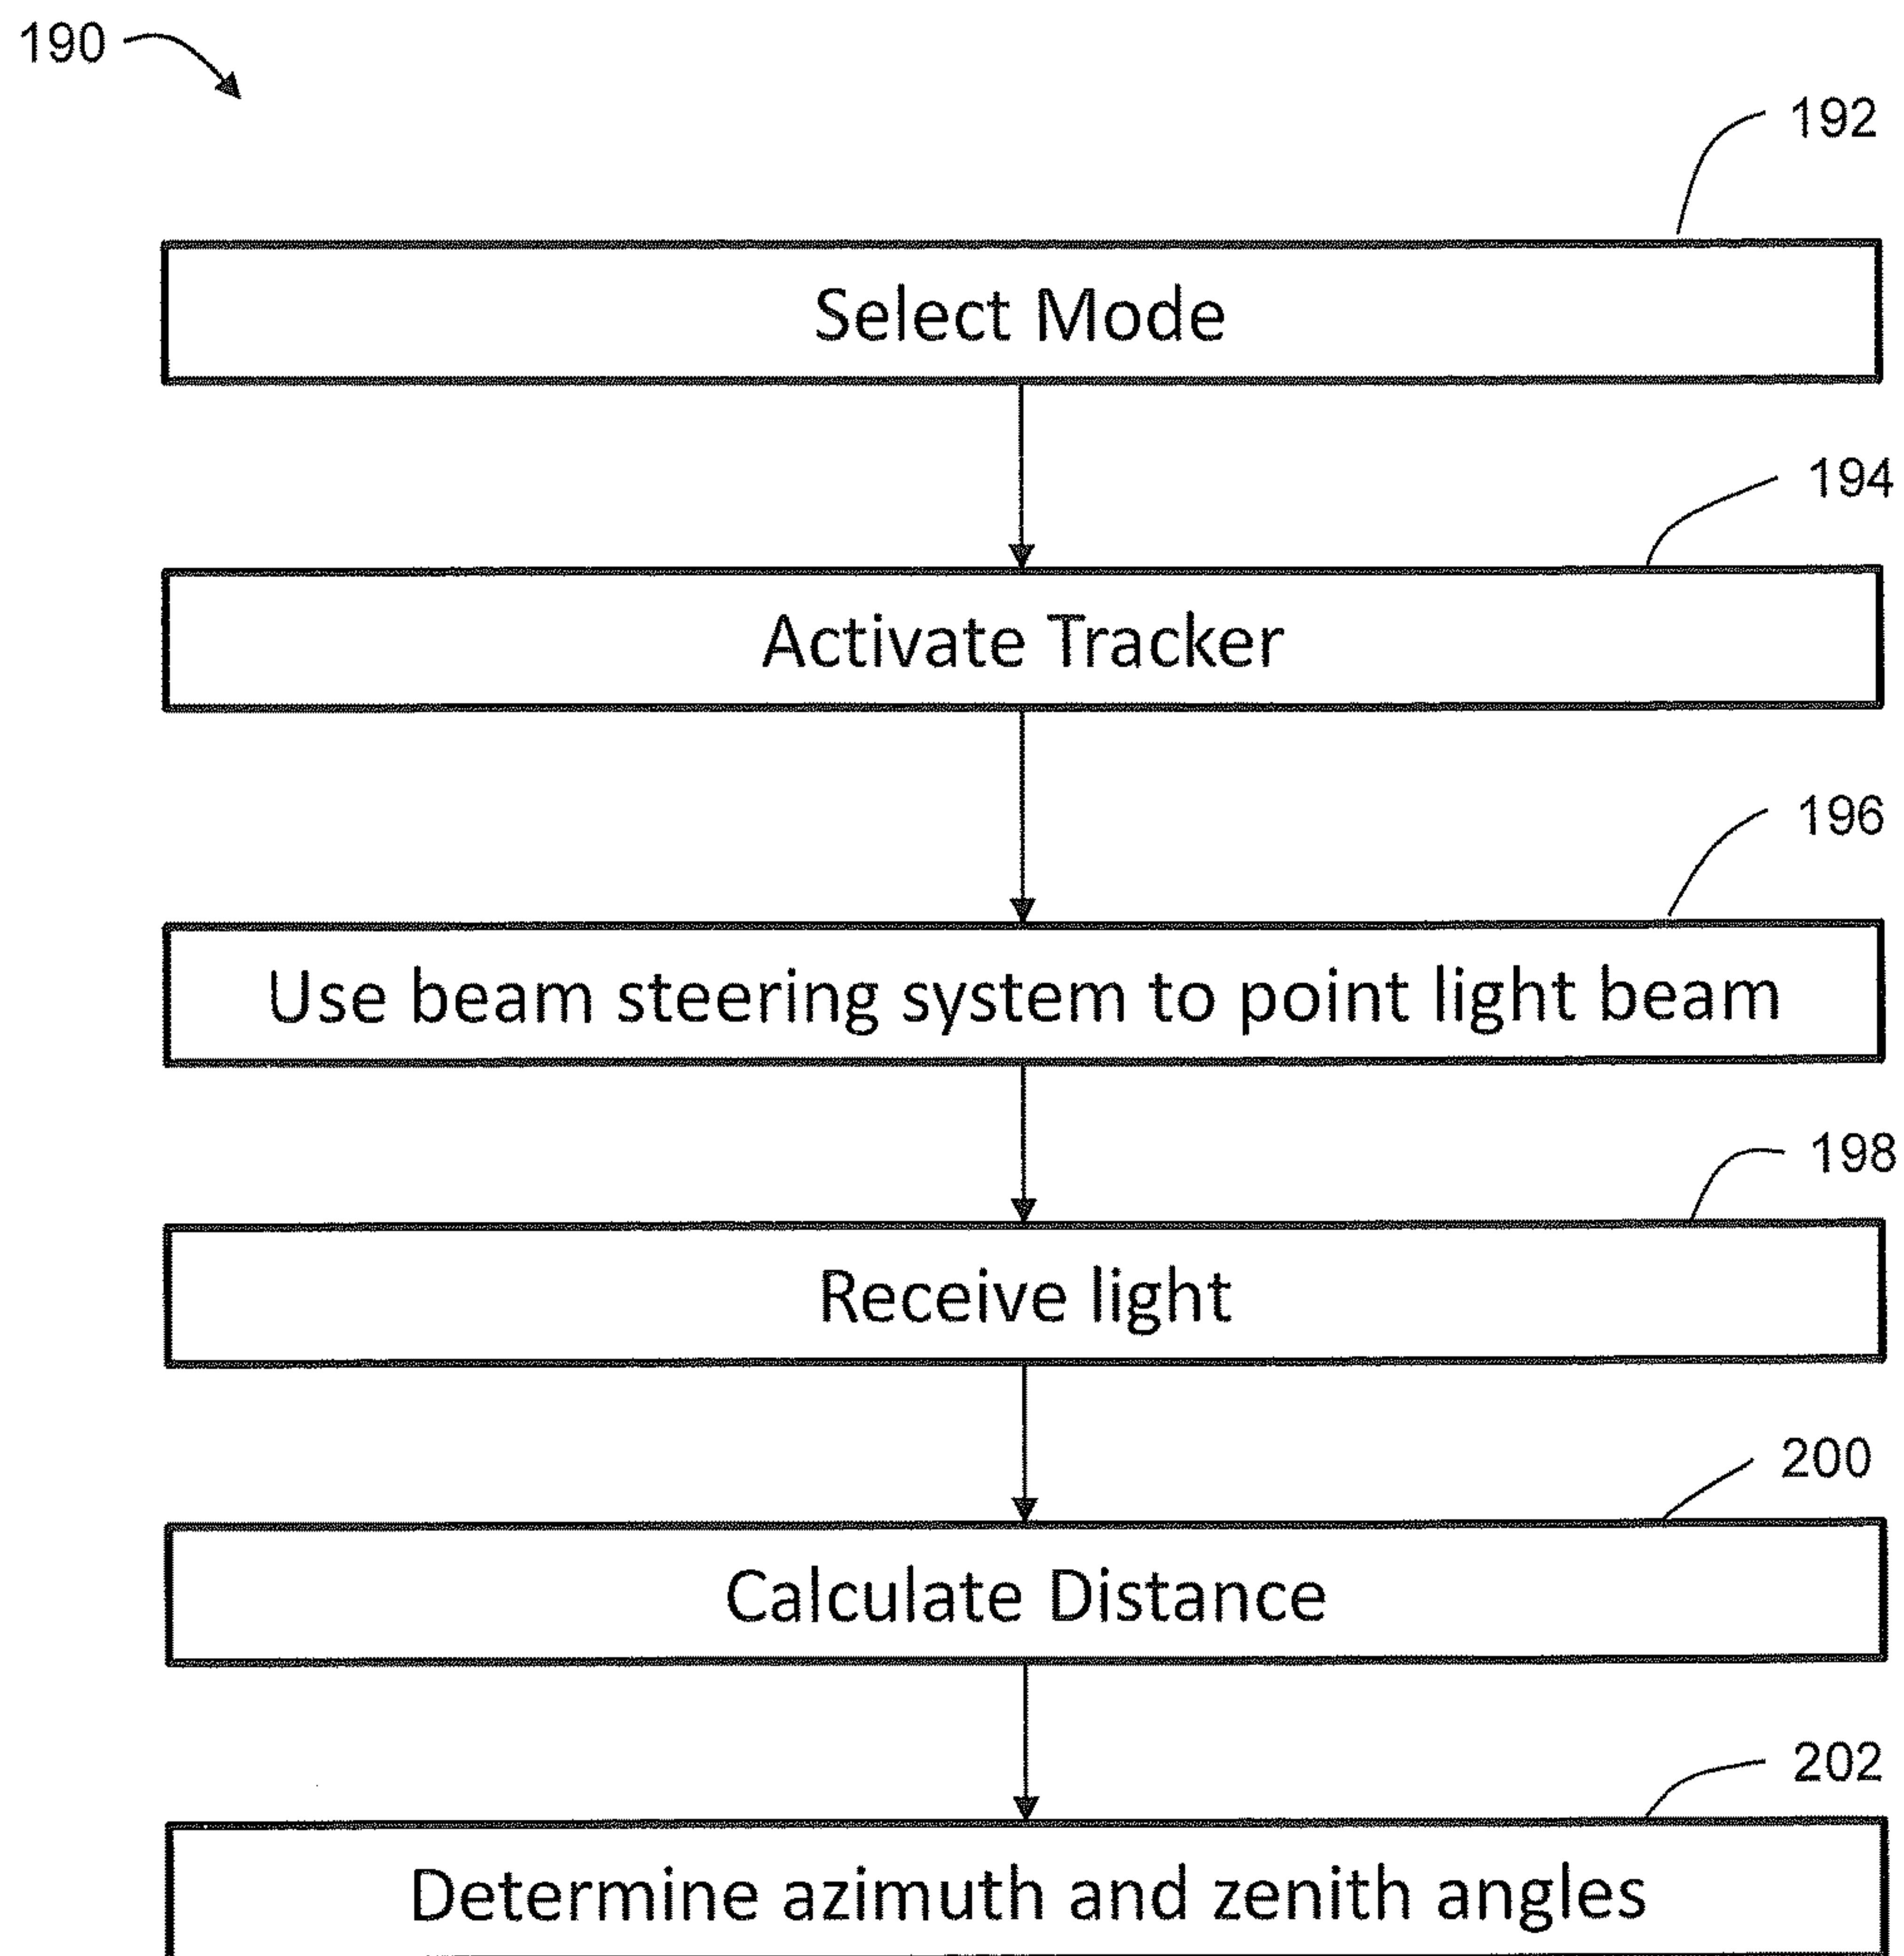 190
192
Select Mode
194
Activate Tracker
196
Use beam steering system to point light beam
198
Receive light
200
Calculate Distance
202
Determine azimuth and zenith angles